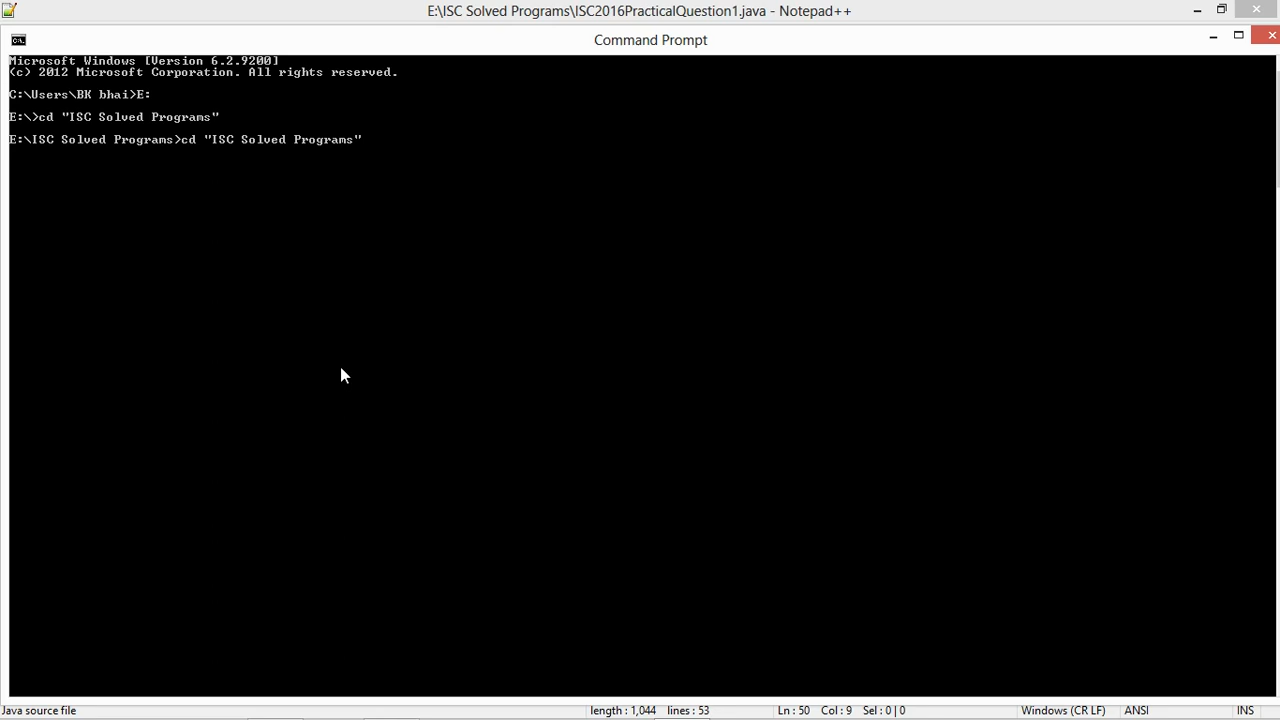 E:\ISC Solved Programs\ISC2016PracticalQuestion1.java - Notepad++
Command Prompt
Microsoft Windows [Version 6.2.9200]
(c) 2012 Microsoft Corporation. All rights reserved.
C:\Users\BK bhai>E:
E:\>cd "ISC Solved Programs"
E:\ISC Solved Programs>cd "ISC Solved Programs"
Java source file length : 1,044 lines : 53 Ln : 50 Col : 9 Sel : 0 | 0 Windows (CR LF) ANSI INS